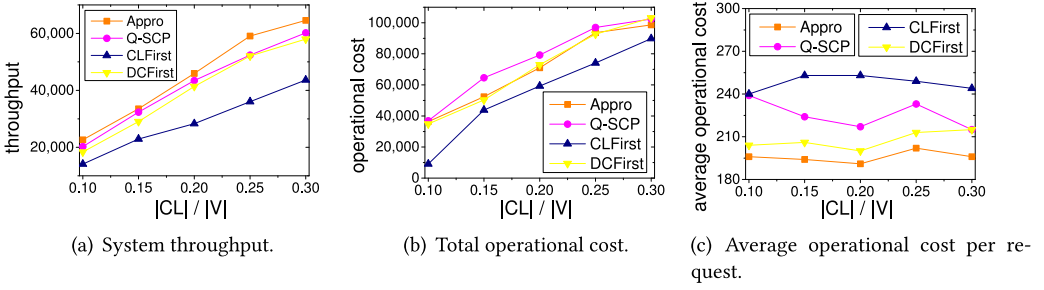 throughput
60,000
40,000
20,000
Appro
Q-SCP
CLFirst
DCFirst
0.10 0.15 0.20 0.25 0.30
|CL| / |V|
(a) System throughput.
operational cost
100,000
80,000
60,000
40,000
20,000
0
Appro
Q-SCP
CLFirst
DCFirst
0.10 0.15 0.20 0.25 0.30
|CL| / |V|
(b) Total operational cost.
average operational cost
300
270
240
210
180
Appro
Q-SCP
CLFirst
DCFirst
0.10 0.15 0.20 0.25 0.30
|CL| / |V|
(c) Average operational cost per re-
quest.